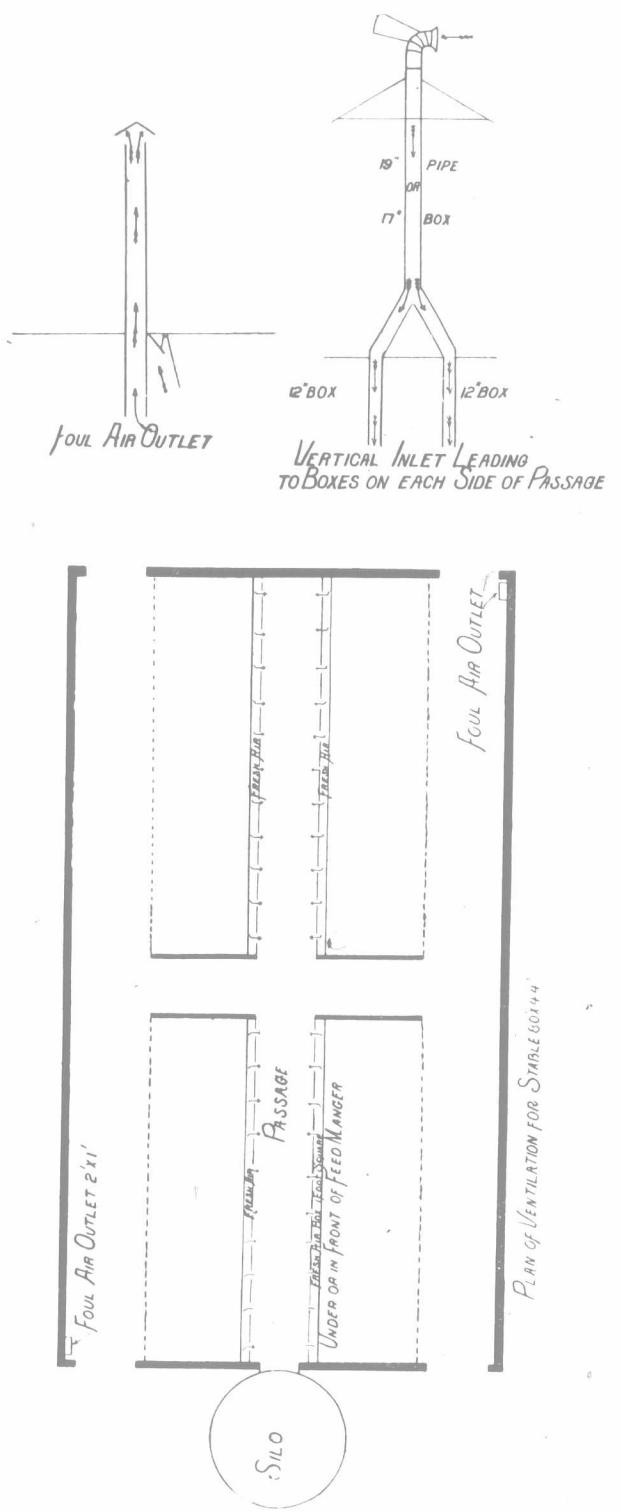 19" PIPE
OR
17" BOX
12" BOX
12" BOX
FOUL AIR OUTLET
VERTICAL INLET LEADING
TO BOXES ON EACH SIDE OF PASSAGE
FOUL AIR OUTLET
FRESH AIR
FRESH AIR
PASSAGE
FRESH AIR
FRESH AIR BOX 1 FOOT SQUARE
UNDER OR IN FRONT OF FEED MANGER
FOUL AIR OUTLET 2'X1'
PLAN OF VENTILATION FOR STABLE 60X44'
SILO